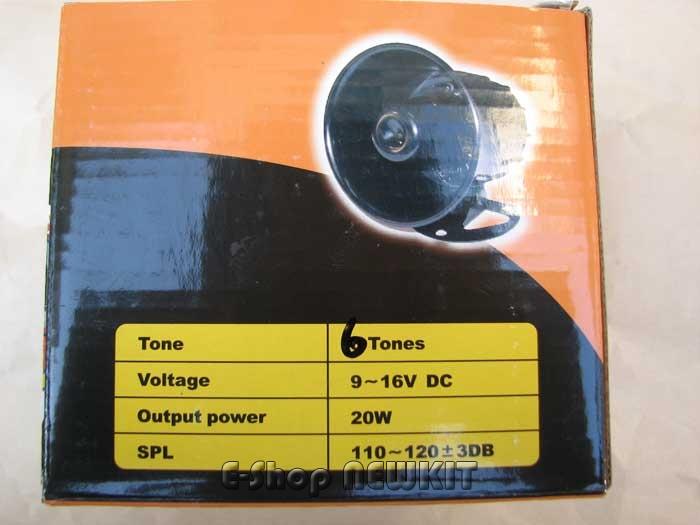 Tone 6 Tones
Voltage 9~16V DC
Output power 20W
SPL 110~120±3DB
E-Shop NEWKIT